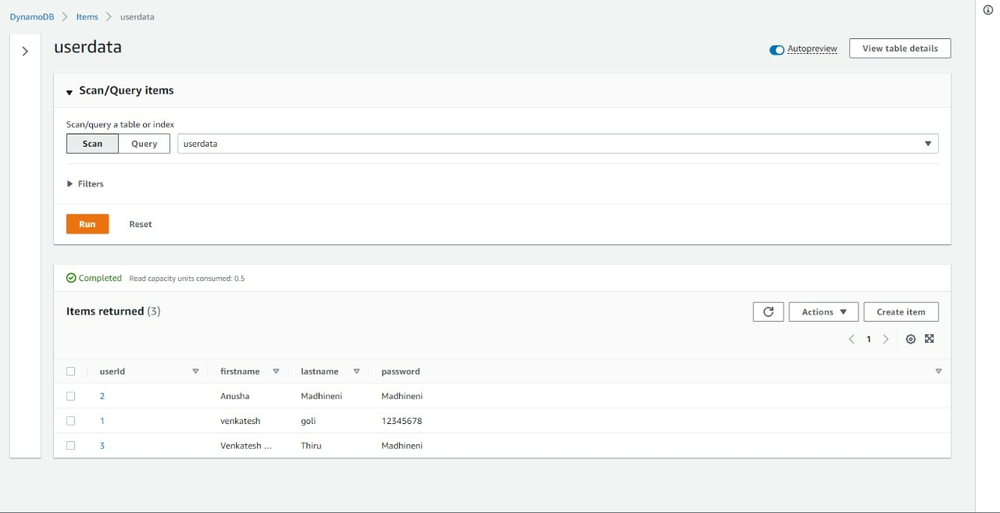 DynamoDB > Items > userdata
userdata
Autopreview
View table details
Scan/Query items
Scan/query a table or index
Scan Query userdata
Filters
Run Reset
Completed Read capacity units consumed: 0.5
Items returned (3)
Actions Create item
1
userId firstname lastname password
2 Anusha Madhineni Madhineni
1 venkatesh goli 12345678
3 Venkatesh ... Thiru Madhineni